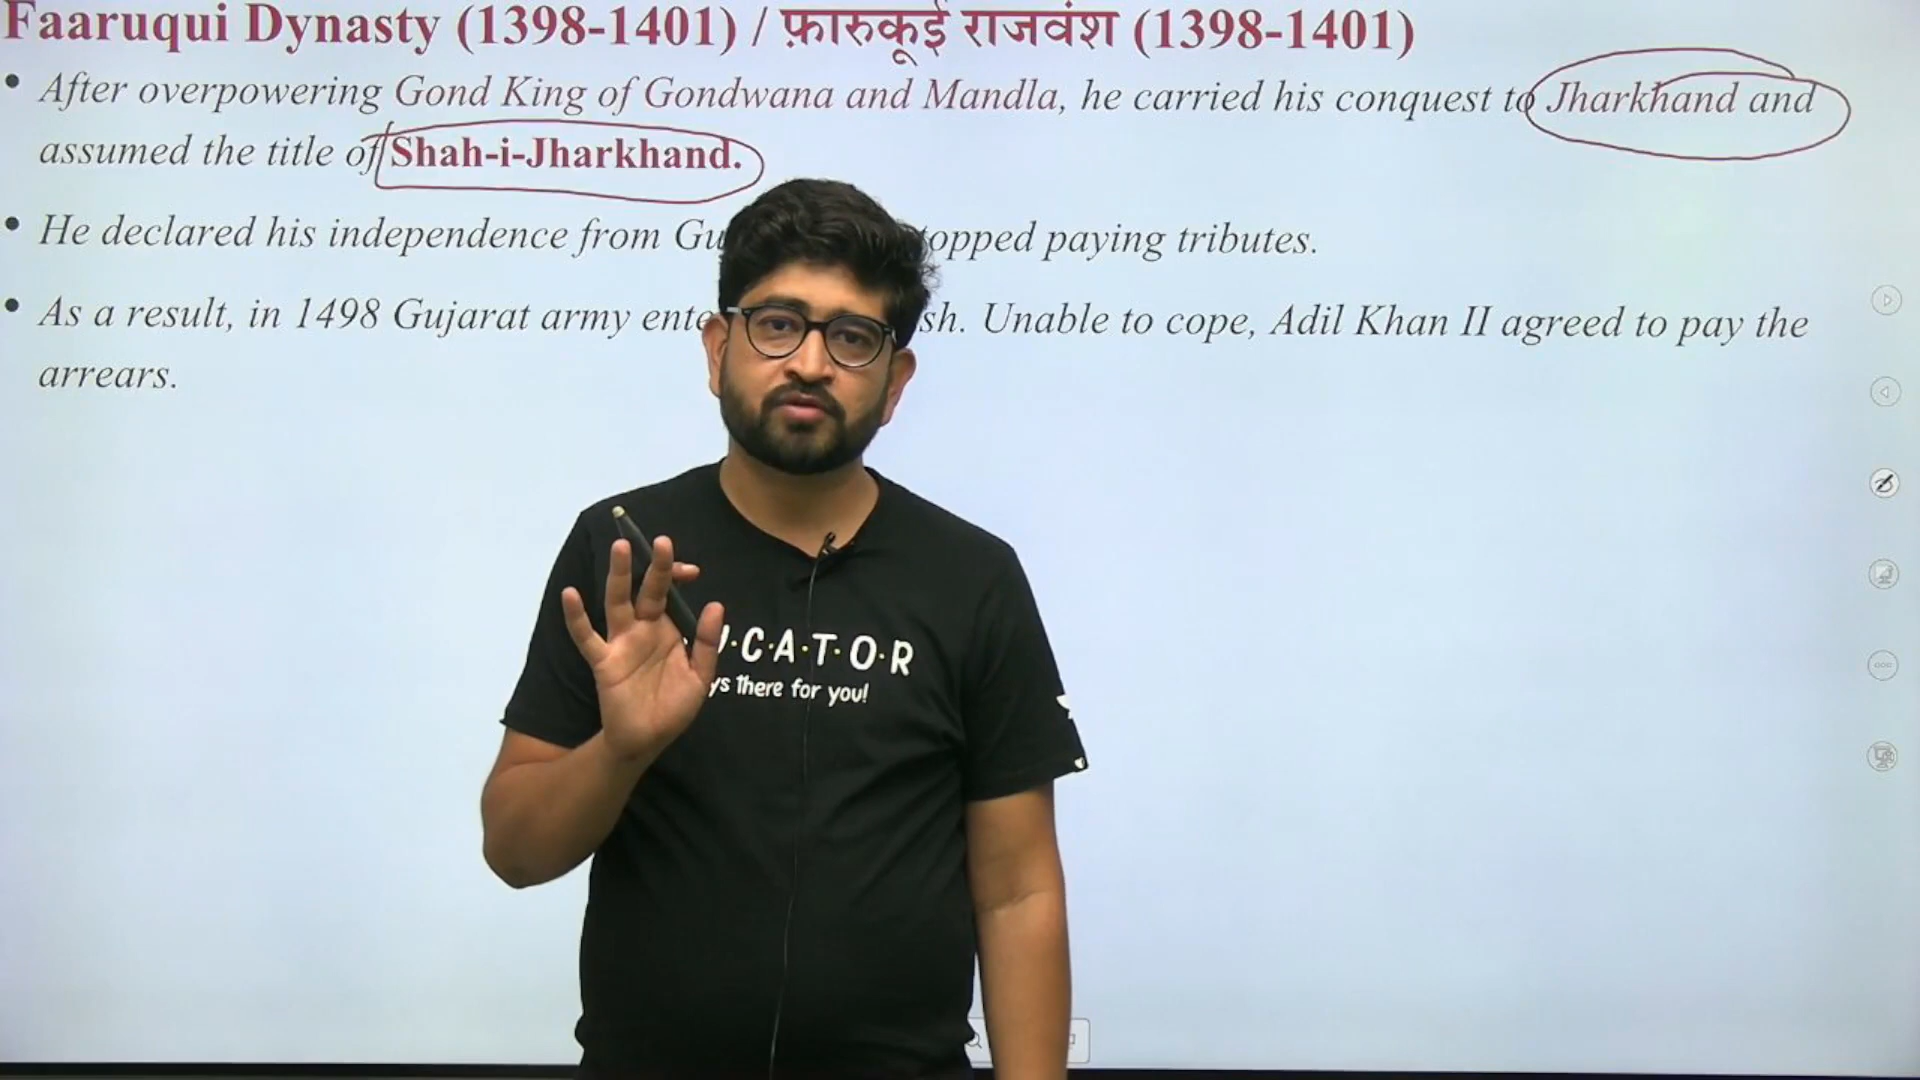 Faaruqui Dynasty (1398-1401) / फ़ारुकूई राजवंश (1398-1401)
• After overpowering Gond King of Gondwana and Mandla, he carried his conquest to Jharkhand and
assumed the title of Shah-i-Jharkhand.
• He declared his independence from Gu opped paying tributes.
• As a result, in 1498 Gujarat army ente sh. Unable to cope, Adil Khan II agreed to pay the
arrears.
C·A·T·O·R
ys there for you!